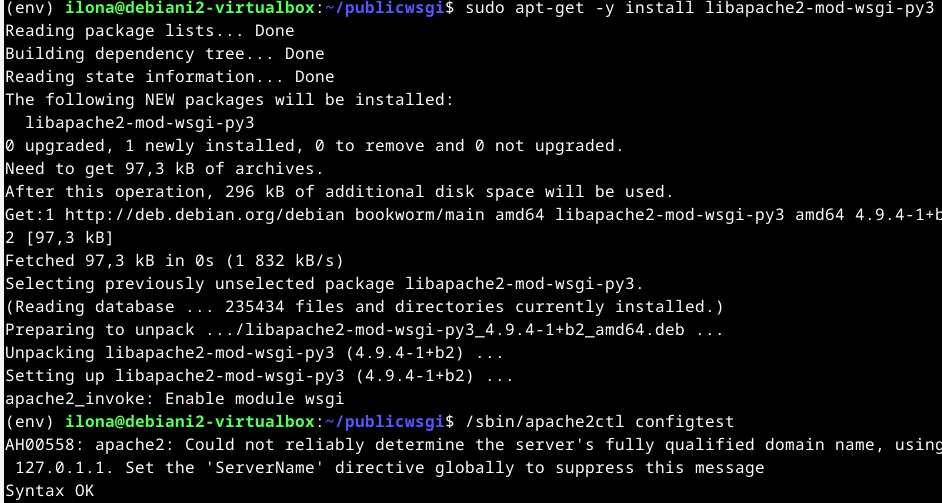 (env) ilona@debiani2-virtualbox:~/publicwsgi$ sudo apt-get -y install libapache2-mod-wsgi-py3
Reading package lists... Done
Building dependency tree... Done
Reading state information... Done
The following NEW packages will be installed:
  libapache2-mod-wsgi-py3
0 upgraded, 1 newly installed, 0 to remove and 0 not upgraded.
Need to get 97,3 kB of archives.
After this operation, 296 kB of additional disk space will be used.
Get:1 http://deb.debian.org/debian bookworm/main amd64 libapache2-mod-wsgi-py3 amd64 4.9.4-1+b
2 [97,3 kB]
Fetched 97,3 kB in 0s (1 832 kB/s)
Selecting previously unselected package libapache2-mod-wsgi-py3.
(Reading database ... 235434 files and directories currently installed.)
Preparing to unpack .../libapache2-mod-wsgi-py3_4.9.4-1+b2_amd64.deb ...
Unpacking libapache2-mod-wsgi-py3 (4.9.4-1+b2) ...
Setting up libapache2-mod-wsgi-py3 (4.9.4-1+b2) ...
apache2_invoke: Enable module wsgi
(env) ilona@debiani2-virtualbox:~/publicwsgi$ /sbin/apache2ctl configtest
AH00558: apache2: Could not reliably determine the server's fully qualified domain name, using
 127.0.1.1. Set the 'ServerName' directive globally to suppress this message
Syntax OK